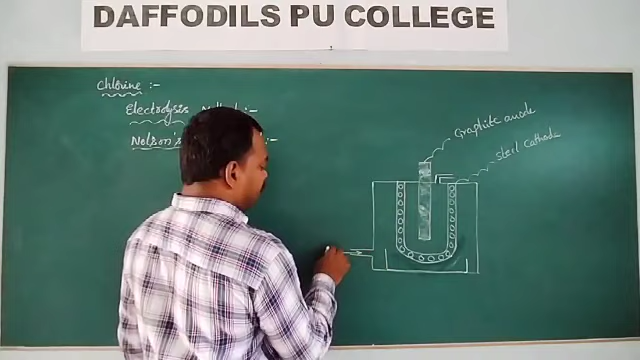 DAFFODILS PU COLLEGE
Chlorine :-
Electrolysis :-
Nelson's :-
Graphite anode
steel cathode